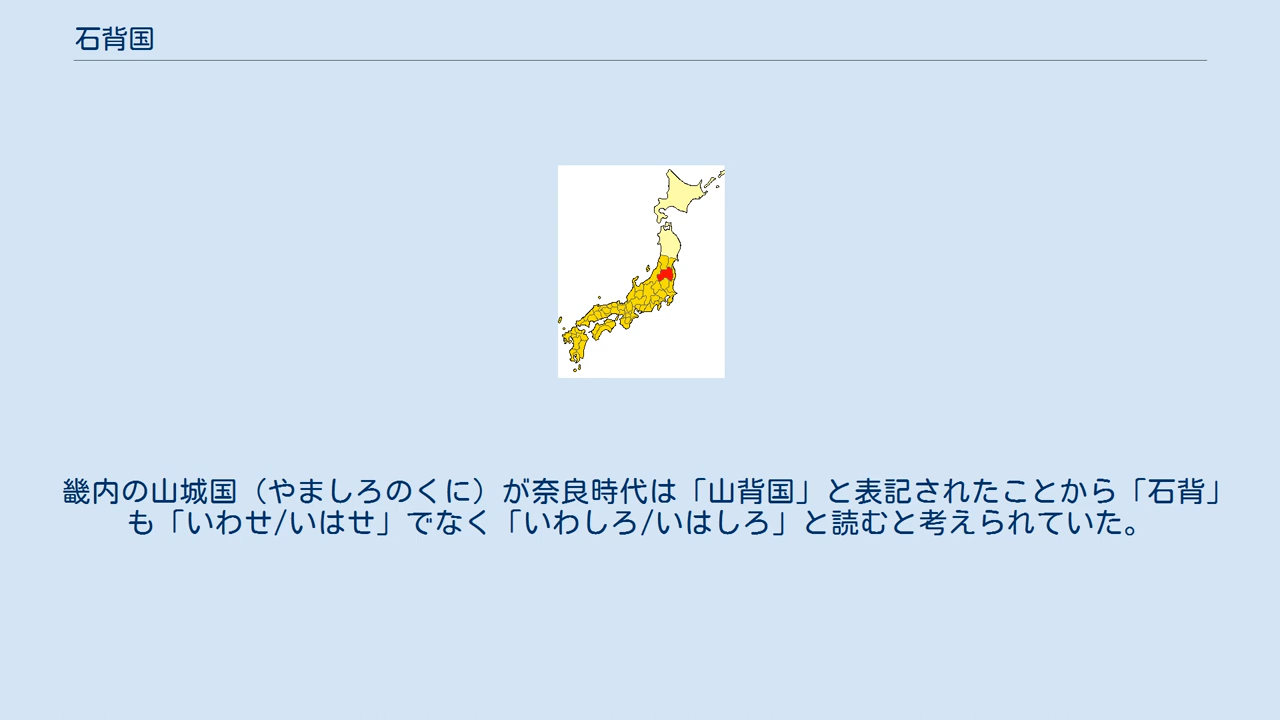 石背国
畿内の山城国（やましろのくに）が奈良時代は「山背国」と表記されたことから「石背」
も「いわせ/いはせ」でなく「いわしろ/いはしろ」と読むと考えられていた。